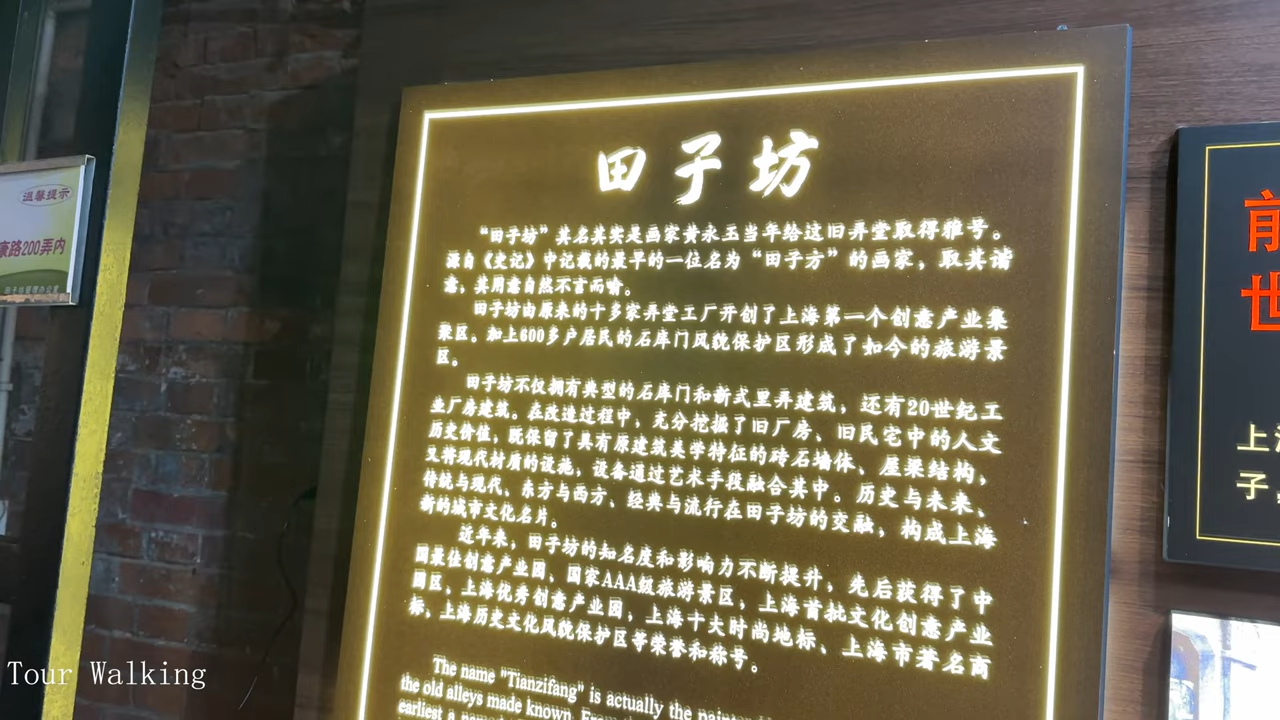 温馨提示
康路200弄内
田子坊
“田子坊”其名其实是画家黄永玉当年给这旧弄堂取得雅号。
源自《史记》中记载的最早的一位名为“田子方”的画家，取其谐
意，其用意自然不言而喻。
田子坊由原来的十多家弄堂工厂开创了上海第一个创意产业集
聚区。加上600多户居民的石库门风貌保护区形成了如今的旅游景
区。
田子坊不仅拥有典型的石库门和新式里弄建筑，还有20世纪工
业厂房建筑。在改造过程中，充分挖掘了旧厂房、旧民宅中的人文
历史价值，既保留了具有原建筑美学特征的砖石墙体、屋梁结构，
又将现代材质的设施，设备通过艺术手段融合其中。历史与未来、
传统与现代、东方与西方、经典与流行在田子坊的交融，构成上海
新的城市文化名片。
近年来，田子坊的知名度和影响力不断提升，先后获得了中
国最佳创意产业园、国家AAA级旅游景区，上海首批文化创意产业
园区，上海优秀创意产业园，上海十大时尚地标、上海市著名商
标，上海历史文化风貌保护区等荣誉和称号。
The name "Tianzifang" is actually the painter
the old alleys made known. From
earliest a
前
世
上海
子
Tour Walking